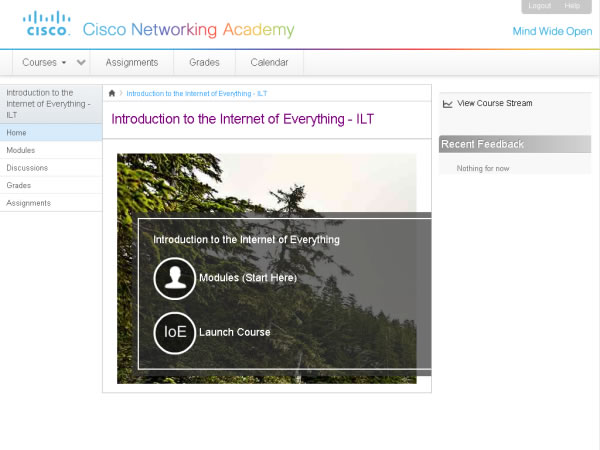 Logout Help
CISCO Cisco Networking Academy
Mind Wide Open
Courses Assignments Grades Calendar
Introduction to the
Internet of Everything -
ILT
Home
Modules
Discussions
Grades
Assignments
Introduction to the Internet of Everything - ILT
Introduction to the Internet of Everything - ILT
Introduction to the Internet of Everything
Modules (Start Here)
IoE Launch Course
View Course Stream
Recent Feedback
Nothing for now